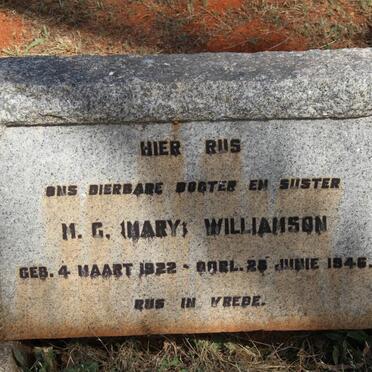 HIER RUS
ONS DIERBARE DOGTER EN SUSTER
M. G. (MARY) WILLIAMSON
GEB. 4 MAART 1922 - OORL. 26 JUNIE 1946.
RUS IN VREDE.